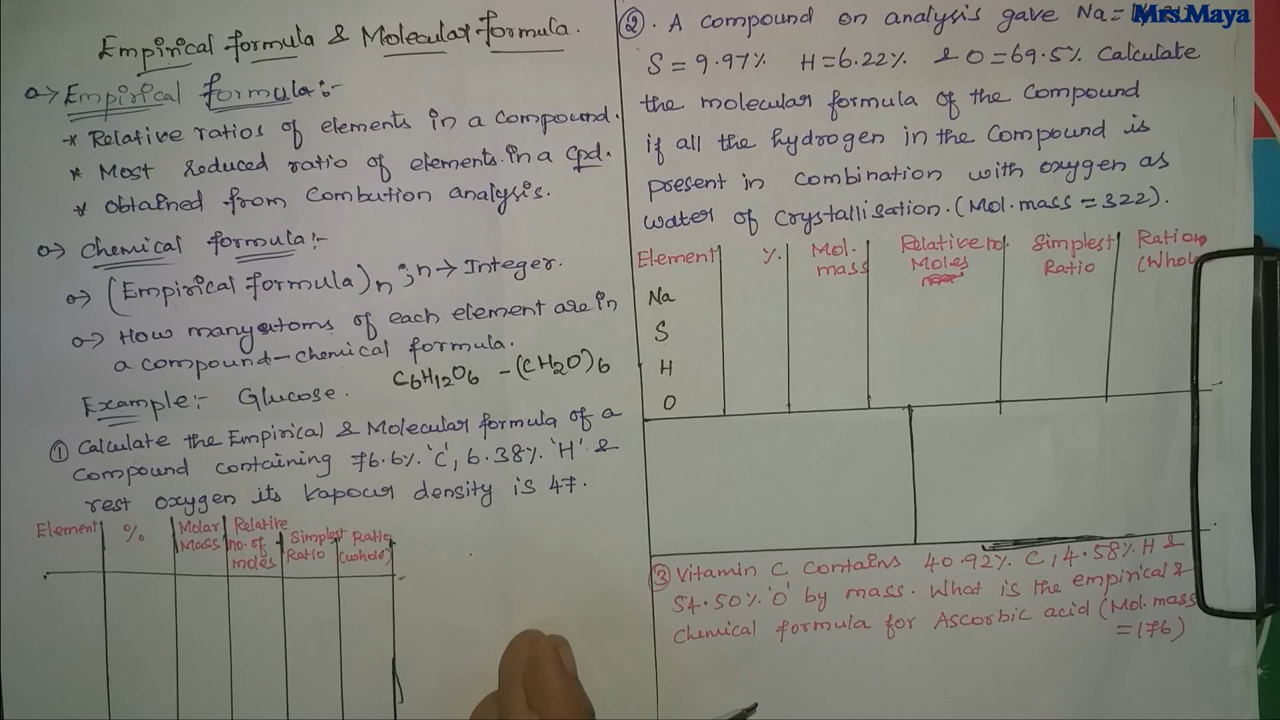 Empirical formula & Molecular formula.
Empirical formula:-
* Relative ratios of elements in a compound.
* Most reduced ratio of elements in a cpd.
* obtained from Combution analysis.
Chemical formula:-
(Empirical formula)n ; n → Integer.
How many atoms of each element are in
a compound - chemical formula.
Example:- Glucose. C6H12O6 - (CH2O)6
① Calculate the Empirical & Molecular formula of a
Compound containing 76.6% 'C', 6.38% 'H' &
rest oxygen its Vapour density is 47.
Element % Molar Mass Relative no. of moles Simplest Ratio Ratio (whole)
Mrs.Maya
②. A compound on analysis gave Na=
S = 9.97% H = 6.22% & O = 69.5% Calculate
the molecular formula of the Compound
if all the hydrogen in the Compound is
present in Combination with oxygen as
water of Crystallisation. (Mol. mass = 322).
Element % Mol. mass Relative no. Moles Simplest Ratio Ratio (Whole
Na
S
H
O
③ Vitamin C Contains 40.92% C, 4.58% H &
54.50% 'O' by mass. What is the empirical &
Chemical formula for Ascorbic acid (Mol. mass
= 176)